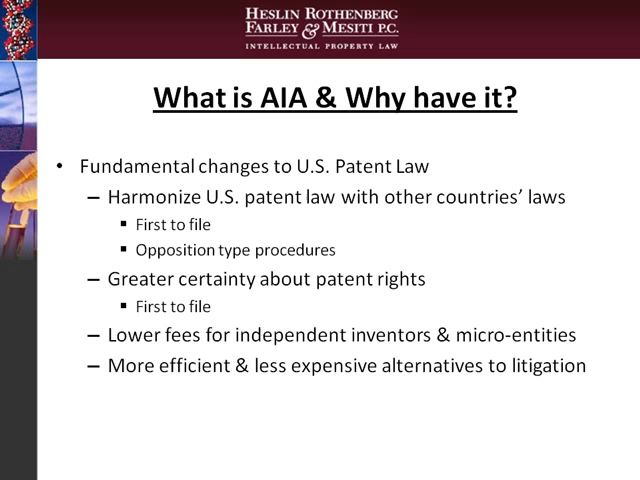 HESLIN ROTHENBERG
FARLEY & MESITI P.C.
INTELLECTUAL PROPERTY LAW
What is AIA & Why have it?
• Fundamental changes to U.S. Patent Law
– Harmonize U.S. patent law with other countries’ laws
▪ First to file
▪ Opposition type procedures
– Greater certainty about patent rights
▪ First to file
– Lower fees for independent inventors & micro-entities
– More efficient & less expensive alternatives to litigation